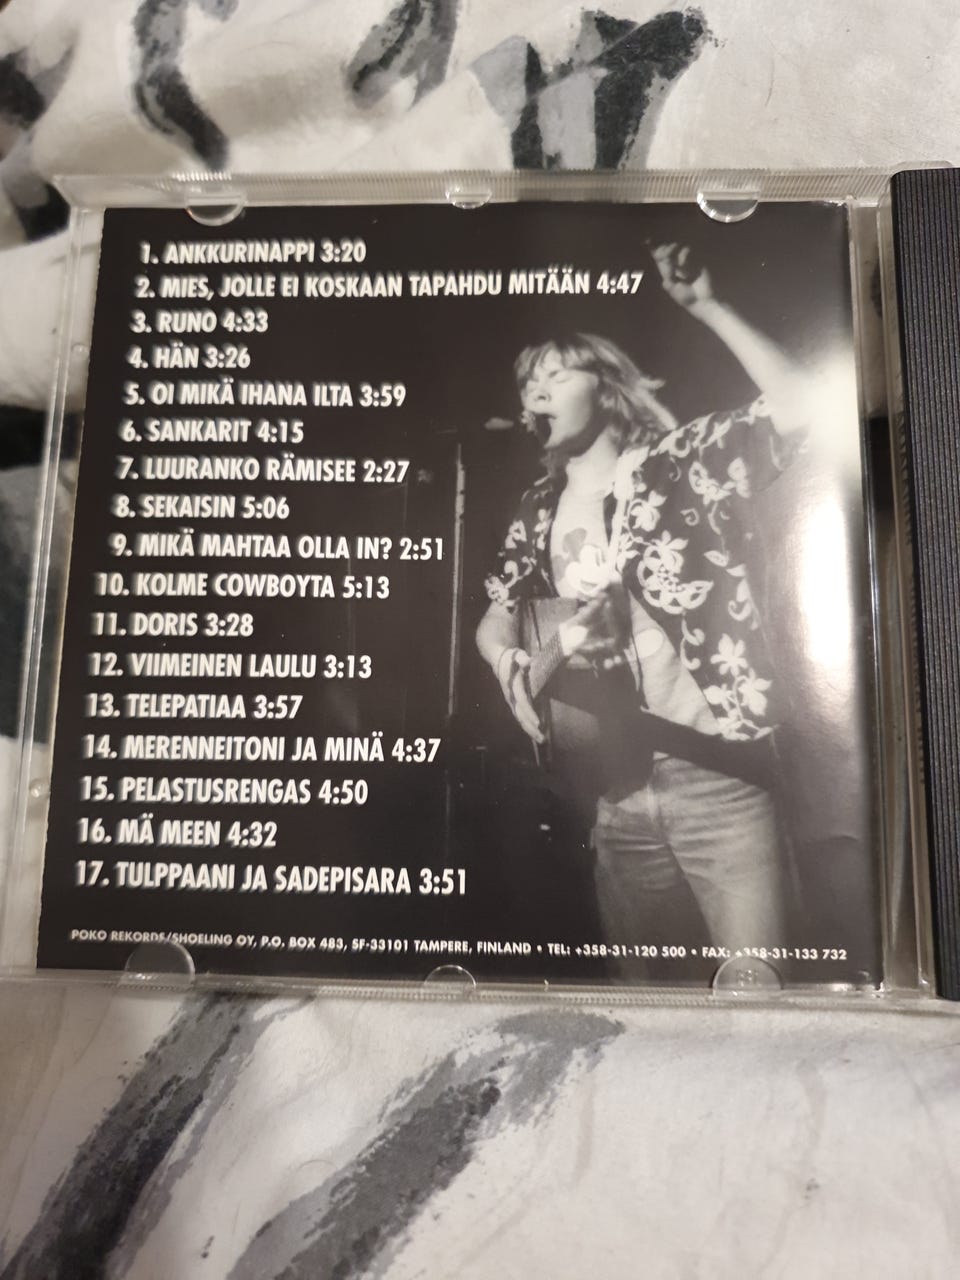 1. ANKKURINAPPI 3:20
2. MIES, JOLLE EI KOSKAAN TAPAHDU MITÄÄN 4:47
3. RUNO 4:33
4. HÄN 3:26
5. OI MIKÄ IHANA ILTA 3:59
6. SANKARIT 4:15
7. LUURANKO RÄMISEE 2:27
8. SEKAISIN 5:06
9. MIKÄ MAHTAA OLLA IN? 2:51
10. KOLME COWBOYTA 5:13
11. DORIS 3:28
12. VIIMEINEN LAULU 3:13
13. TELEPATIAA 3:57
14. MERENNEITONI JA MINÄ 4:37
15. PELASTUSRENGAS 4:50
16. MÄ MEEN 4:32
17. TULPPAANI JA SADEPISARA 3:51
POKO REKORDS/SHOELING OY, P.O. BOX 483, SF-33101 TAMPERE, FINLAND • TEL: +358-31-120 500 • FAX: +358-31-133 732